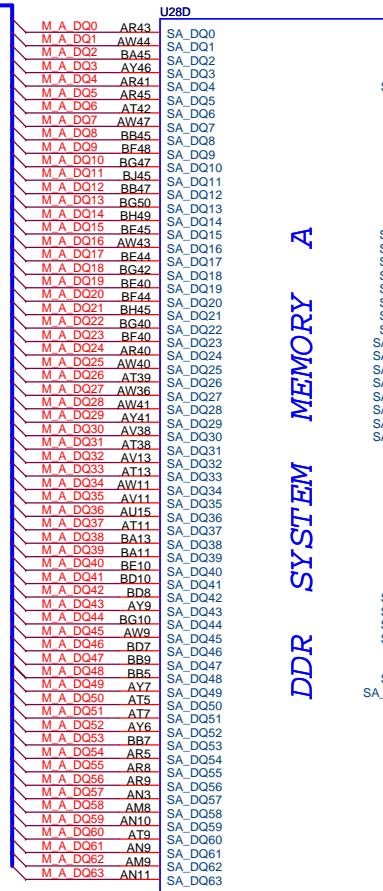 U28D
M_A_DQ0 AR43 SA_DQ0
M_A_DQ1 AW44 SA_DQ1
M_A_DQ2 BA45 SA_DQ2
M_A_DQ3 AY46 SA_DQ3
M_A_DQ4 AR41 SA_DQ4
M_A_DQ5 AR45 SA_DQ5
M_A_DQ6 AT42 SA_DQ6
M_A_DQ7 AW47 SA_DQ7
M_A_DQ8 BB45 SA_DQ8
M_A_DQ9 BF48 SA_DQ9
M_A_DQ10 BG47 SA_DQ10
M_A_DQ11 BJ45 SA_DQ11
M_A_DQ12 BB47 SA_DQ12
M_A_DQ13 BG50 SA_DQ13
M_A_DQ14 BH49 SA_DQ14
M_A_DQ15 BE45 SA_DQ15
M_A_DQ16 AW43 SA_DQ16
M_A_DQ17 BE44 SA_DQ17
M_A_DQ18 BG42 SA_DQ18
M_A_DQ19 BE40 SA_DQ19
M_A_DQ20 BF44 SA_DQ20
M_A_DQ21 BH45 SA_DQ21
M_A_DQ22 BG40 SA_DQ22
M_A_DQ23 BF40 SA_DQ23
M_A_DQ24 AR40 SA_DQ24
M_A_DQ25 AW40 SA_DQ25
M_A_DQ26 AT39 SA_DQ26
M_A_DQ27 AW36 SA_DQ27
M_A_DQ28 AW41 SA_DQ28
M_A_DQ29 AY41 SA_DQ29
M_A_DQ30 AV38 SA_DQ30
M_A_DQ31 AT38 SA_DQ31
M_A_DQ32 AV13 SA_DQ32
M_A_DQ33 AT13 SA_DQ33
M_A_DQ34 AW11 SA_DQ34
M_A_DQ35 AV11 SA_DQ35
M_A_DQ36 AU15 SA_DQ36
M_A_DQ37 AT11 SA_DQ37
M_A_DQ38 BA13 SA_DQ38
M_A_DQ39 BA11 SA_DQ39
M_A_DQ40 BE10 SA_DQ40
M_A_DQ41 BD10 SA_DQ41
M_A_DQ42 BD8 SA_DQ42
M_A_DQ43 AY9 SA_DQ43
M_A_DQ44 BG10 SA_DQ44
M_A_DQ45 AW9 SA_DQ45
M_A_DQ46 BD7 SA_DQ46
M_A_DQ47 BB9 SA_DQ47
M_A_DQ48 BB5 SA_DQ48
M_A_DQ49 AY7 SA_DQ49
M_A_DQ50 AT5 SA_DQ50
M_A_DQ51 AT7 SA_DQ51
M_A_DQ52 AY6 SA_DQ52
M_A_DQ53 BB7 SA_DQ53
M_A_DQ54 AR5 SA_DQ54
M_A_DQ55 AR8 SA_DQ55
M_A_DQ56 AR9 SA_DQ56
M_A_DQ57 AN3 SA_DQ57
M_A_DQ58 AM8 SA_DQ58
M_A_DQ59 AN10 SA_DQ59
M_A_DQ60 AT9 SA_DQ60
M_A_DQ61 AN9 SA_DQ61
M_A_DQ62 AM9 SA_DQ62
M_A_DQ63 AN11 SA_DQ63
DDR SYSTEM MEMORY A